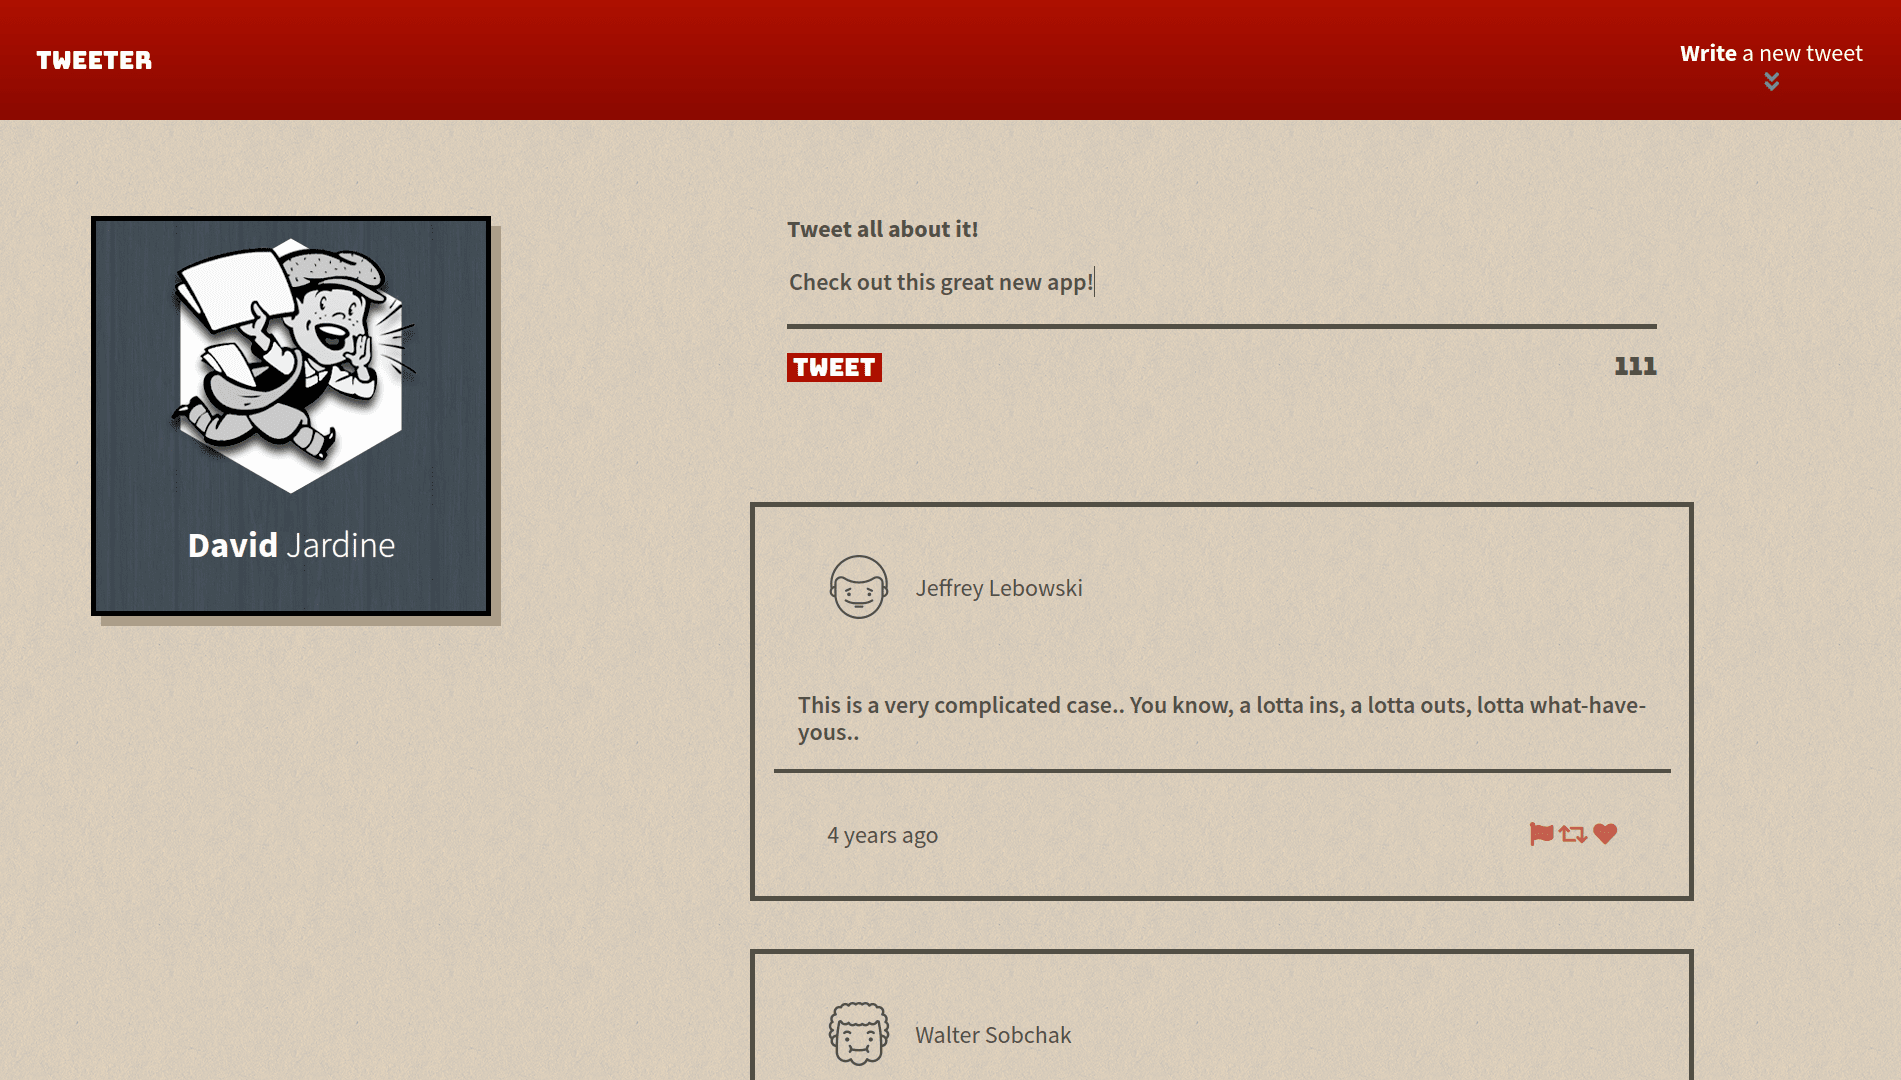 TWEETER
Write a new tweet
David Jardine
Tweet all about it!
Check out this great new app!
TWEET
111
Jeffrey Lebowski
This is a very complicated case.. You know, a lotta ins, a lotta outs, lotta what-have-
yous..
4 years ago
Walter Sobchak